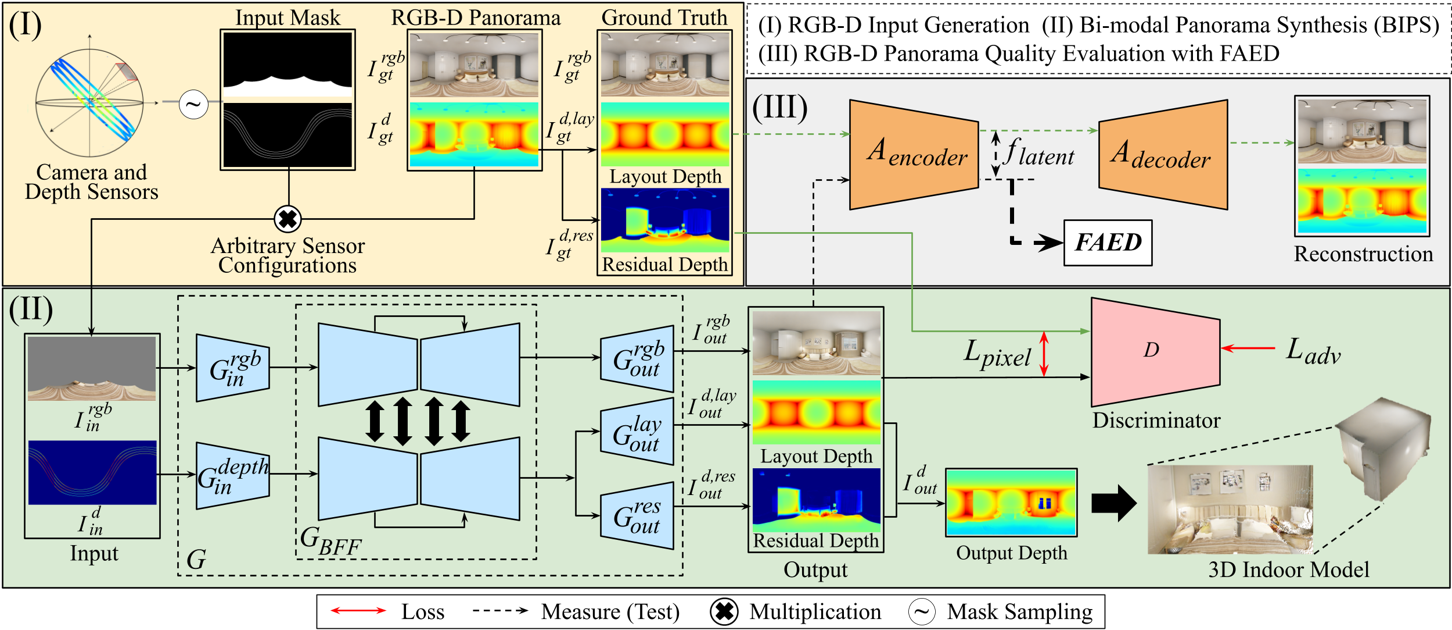 (I)
Input Mask
RGB-D Panorama
Ground Truth
I_{gt}^{rgb}
I_{gt}^{rgb}
I_{gt}^{d}
I_{gt}^{d,lay}
~
Camera and
Depth Sensors
Layout Depth
Arbitrary Sensor
Configurations
I_{gt}^{d,res}
Residual Depth
(I) RGB-D Input Generation (II) Bi-modal Panorama Synthesis (BIPS)
(III) RGB-D Panorama Quality Evaluation with FAED
(III)
A_{encoder}
f_{latent}
A_{decoder}
FAED
Reconstruction
(II)
I_{in}^{rgb}
I_{in}^{d}
Input
G_{in}^{rgb}
G_{in}^{depth}
G
G_{BFF}
G_{out}^{rgb}
G_{out}^{lay}
G_{out}^{res}
I_{out}^{rgb}
I_{out}^{d,lay}
I_{out}^{d,res}
Layout Depth
Residual Depth
Output
I_{out}^{d}
Output Depth
L_{pixel}
D
L_{adv}
Discriminator
3D Indoor Model
Loss
Measure (Test)
Multiplication
~
Mask Sampling